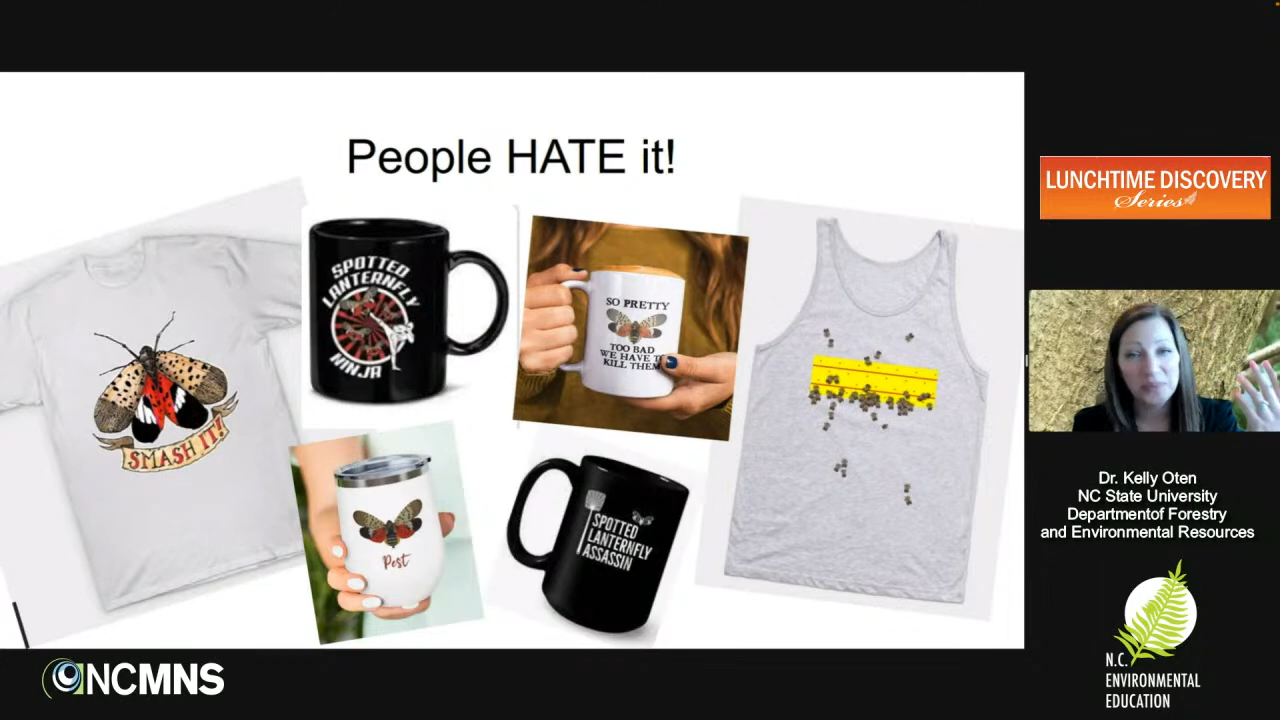 People HATE it!
SMASH IT!
SPOTTED
LANTERNFLY
NINJA
SO PRETTY
TOO BAD
WE HAVE T
KILL THEM
Pest
SPOTTED
LANTERNFLY
ASSASSIN
LUNCHTIME DISCOVERY
Series
Dr. Kelly Oten
NC State University
Departmentof Forestry
and Environmental Resources
NCMNS
N.C.
ENVIRONMENTAL
EDUCATION